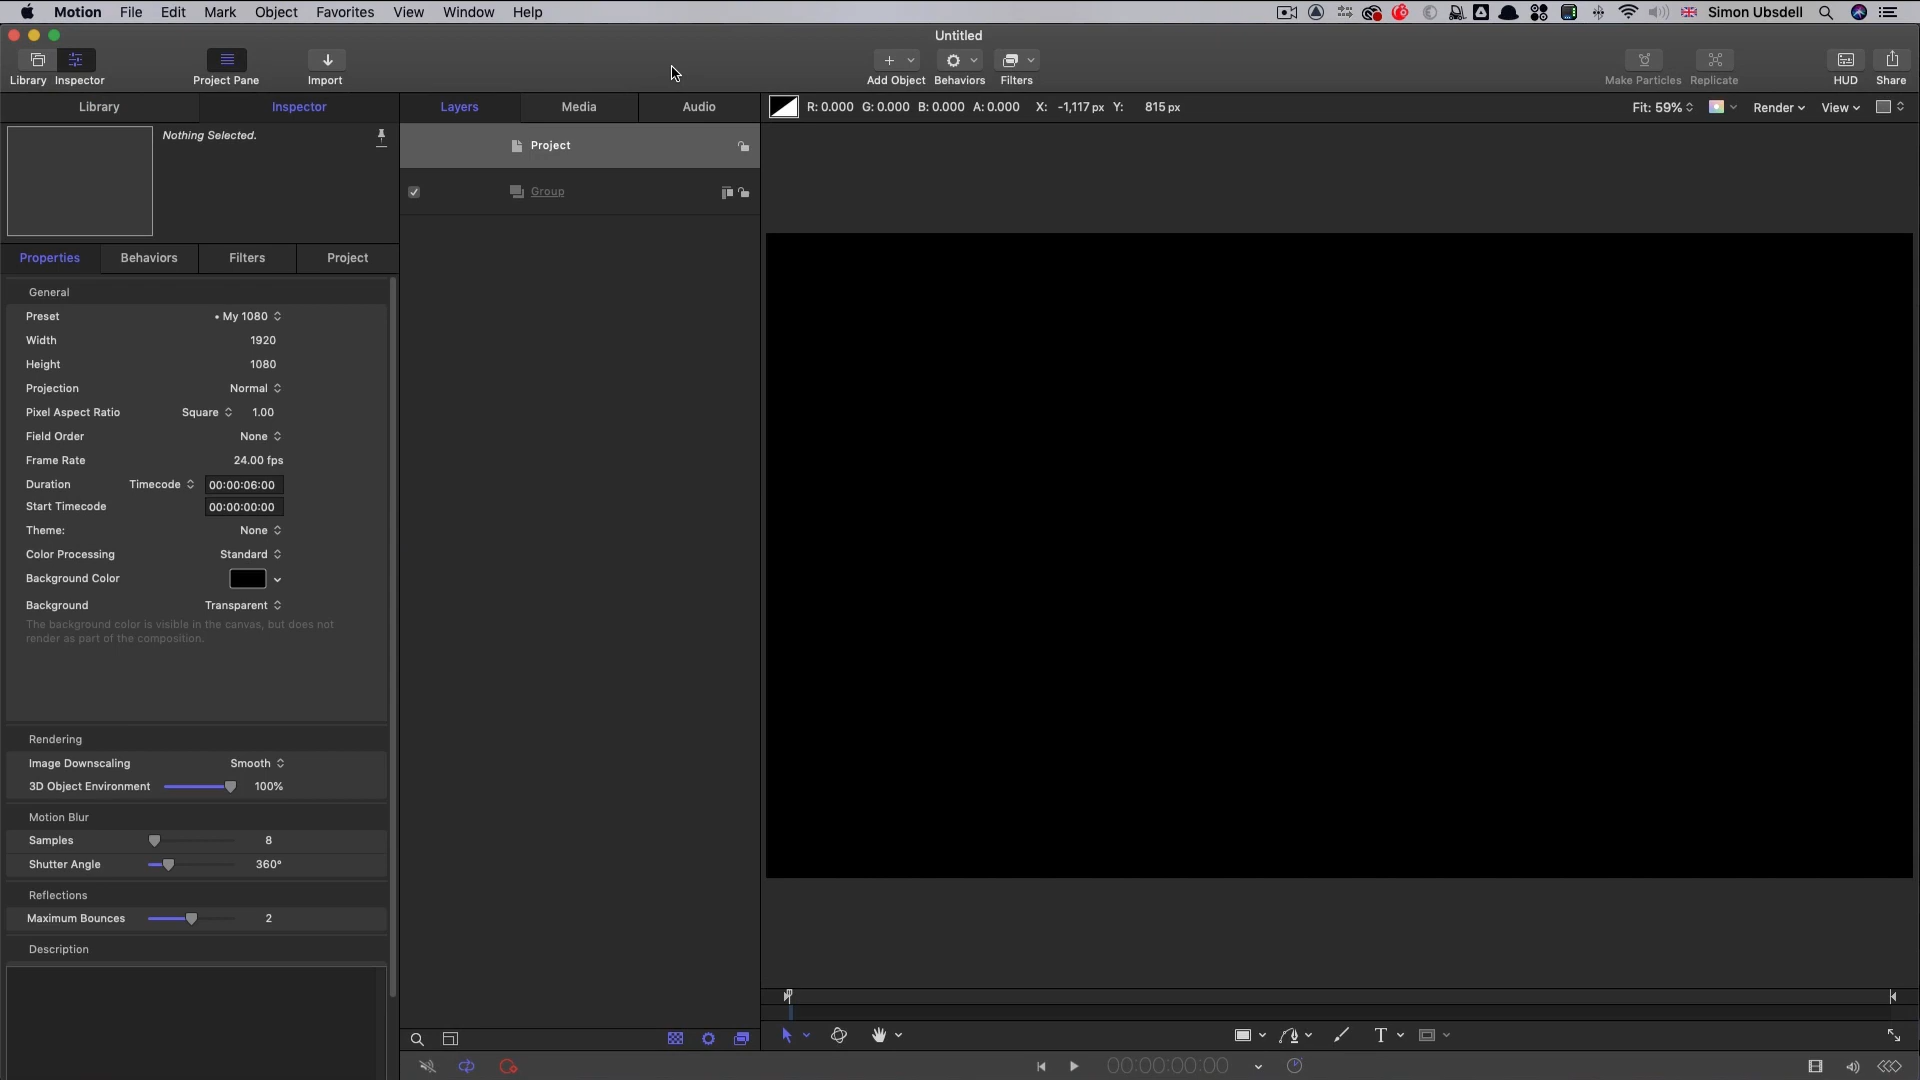 Motion File Edit Mark Object Favorites View Window Help Simon Ubsdell
Untitled
Library Inspector Project Pane Import Add Object Behaviors Filters Make Particles Replicate HUD Share
Library Inspector Layers Media Audio R: 0.000 G: 0.000 B: 0.000 A: 0.000 X: -1,117 px Y: 815 px Fit: 59% Render View
Nothing Selected.
Project
Group
Properties Behaviors Filters Project
General
Preset • My 1080
Width 1920
Height 1080
Projection Normal
Pixel Aspect Ratio Square 1.00
Field Order None
Frame Rate 24.00 fps
Duration Timecode 00:00:06:00
Start Timecode 00:00:00:00
Theme: None
Color Processing Standard
Background Color
Background Transparent
The background color is visible in the canvas, but does not
render as part of the composition.
Rendering
Image Downscaling Smooth
3D Object Environment 100%
Motion Blur
Samples 8
Shutter Angle 360°
Reflections
Maximum Bounces 2
Description
T
00:00:00:00